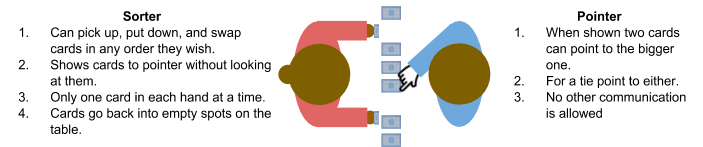 Sorter
1. Can pick up, put down, and swap
cards in any order they wish.
2. Shows cards to pointer without looking
at them.
3. Only one card in each hand at a time.
4. Cards go back into empty spots on the
table.
Pointer
1. When shown two cards
can point to the bigger
one.
2. For a tie point to either.
3. No other communication
is allowed